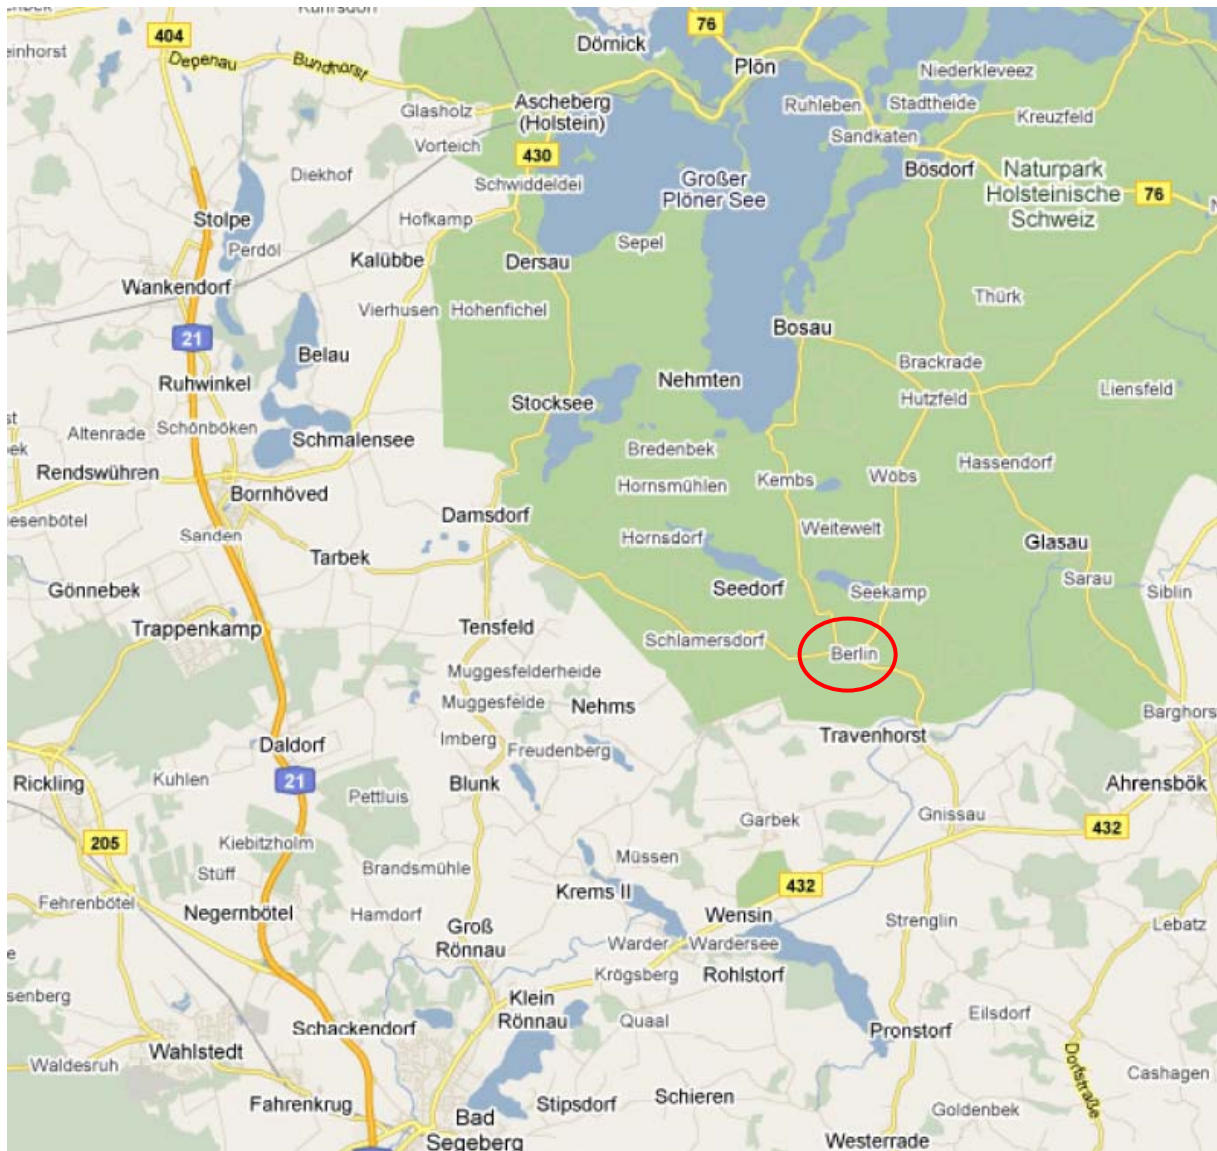 404
76
Dörnick
Plön
Depenau
Bundhorst
Niederkleveez
Glasholz
Ascheberg
(Holstein)
Ruhleben
Stadtheide
Kreuzfeld
Sandkaten
Vorteich
430
Bösdorf
Naturpark
Holsteinische
Schweiz
76
Diekhof
Schwiddeldei
Großer
Plöner See
Stolpe
Hofkamp
Perdöl
Kalübbe
Dersau
Sepel
Wankendorf
Vierhusen
Hohenfichel
Thürk
21
Bosau
Belau
Brackrade
Ruhwinkel
Nehmten
Liensfeld
Stocksee
Hutzfeld
Altenrade
Schönböken
Schmalensee
Bredenbek
Rendswühren
Hassendorf
Bornhöved
Hornsmühlen
Kembs
Wöbs
Damsdorf
Sanden
Weitewelt
Hornsdorf
Glasau
Tarbek
Gönnebek
Seedorf
Seekamp
Sarau
Siblin
Trappenkamp
Tensfeld
Schlamersdorf
Berlin
Muggesfelderheide
Muggesfelde
Nehms
Barghors
Daldorf
Imberg
Freudenberg
Travenhorst
Rickling
Kuhlen
21
Blunk
Ahrensbök
Pettluis
Garbek
Gnissau
432
205
Kiebitzholm
Stüff
Brandsmühle
Müssen
432
Fehrenbötel
Krems II
Negernbötel
Hamdorf
Wensin
Strenglin
Lebatz
Groß
Rönnau
Warder
Wardersee
Krögsberg
Rohlstorf
Klein
Rönnau
Eilsdorf
Schackendorf
Quaal
Pronstorf
Wahlstedt
Waldesruh
Dorfstraße
Cashagen
Fahrenkrug
Stipsdorf
Schieren
Goldenbek
Bad
Segeberg
Westerrade